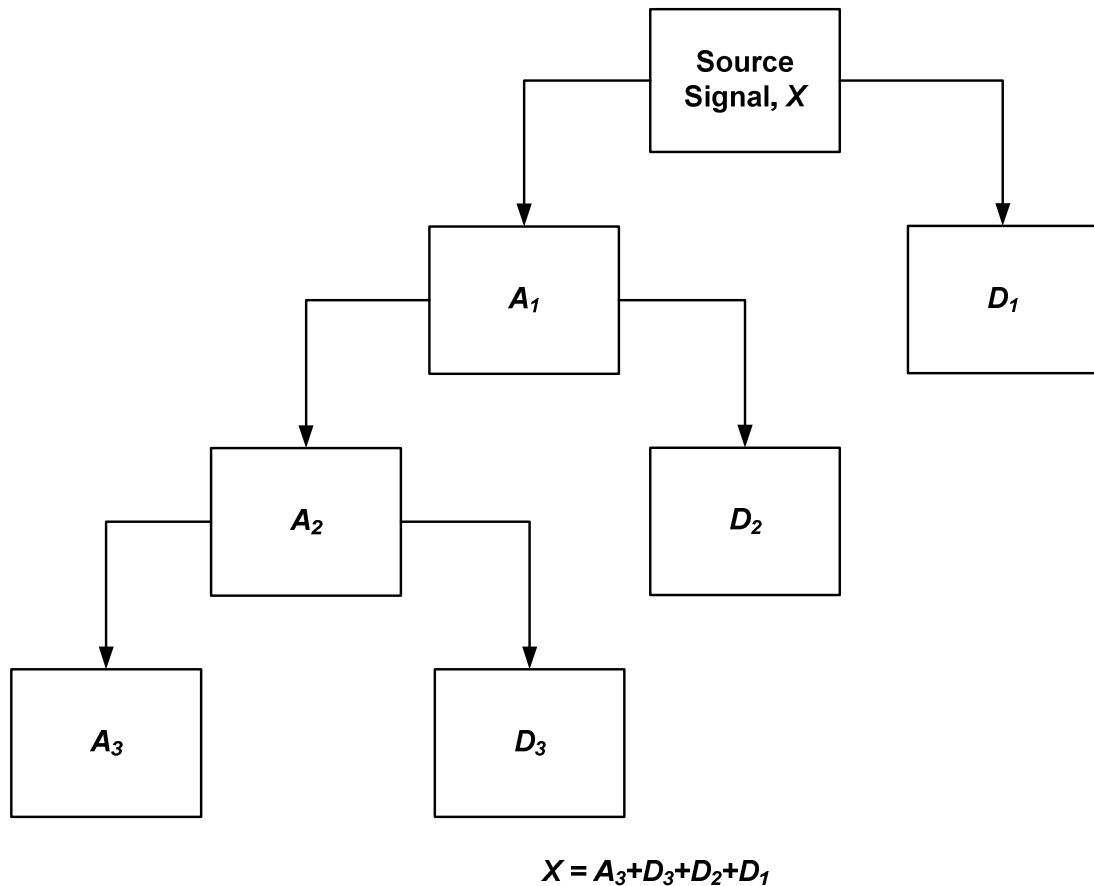 Source
Signal, X
A₁
D₁
A₂
D₂
A₃
D₃
X = A₃+D₃+D₂+D₁